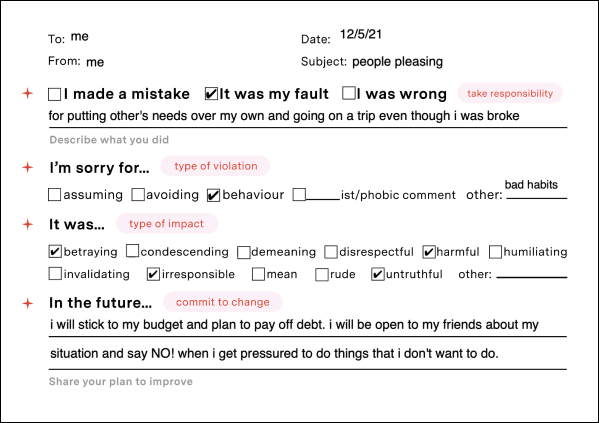 To: me Date: 12/5/21
From: me Subject: people pleasing
I made a mistake It was my fault I was wrong take responsibility
for putting other's needs over my own and going on a trip even though i was broke
Describe what you did
I'm sorry for... type of violation
assuming avoiding behaviour ____ist/phobic comment other: bad habits
It was... type of impact
betraying condescending demeaning disrespectful harmful humiliating
invalidating irresponsible mean rude untruthful other:
In the future... commit to change
i will stick to my budget and plan to pay off debt. i will be open to my friends about my
situation and say NO! when i get pressured to do things that i don't want to do.
Share your plan to improve